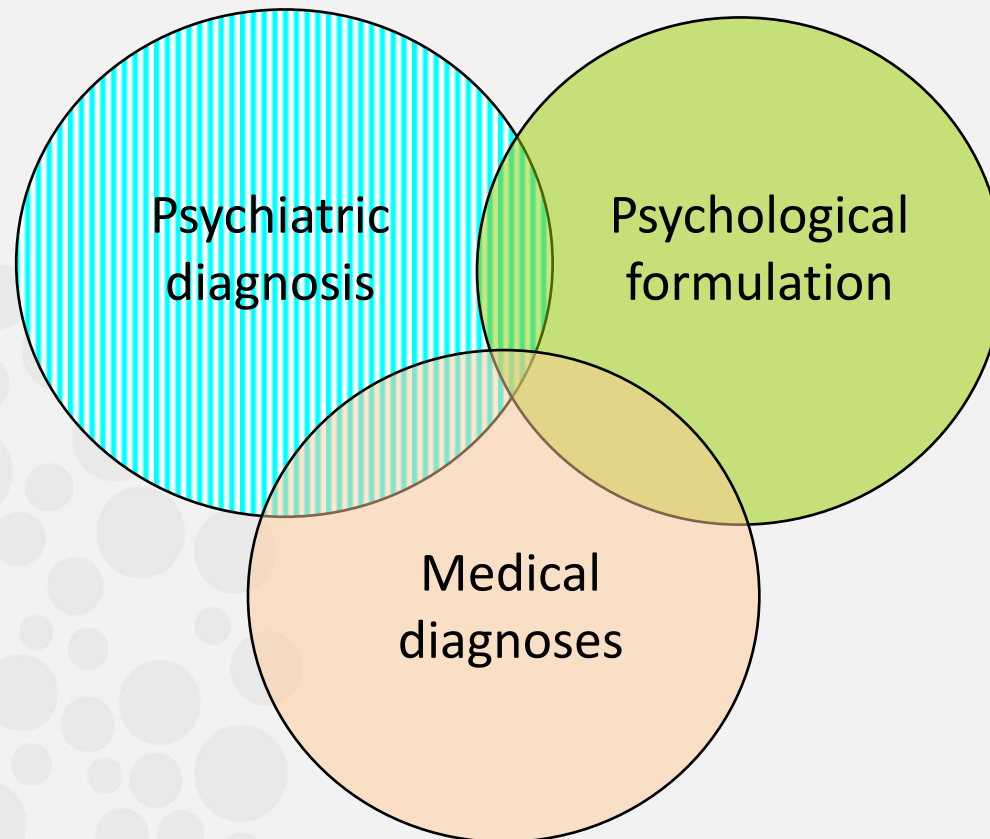 Psychiatric
diagnosis
Psychological
formulation
Medical
diagnoses